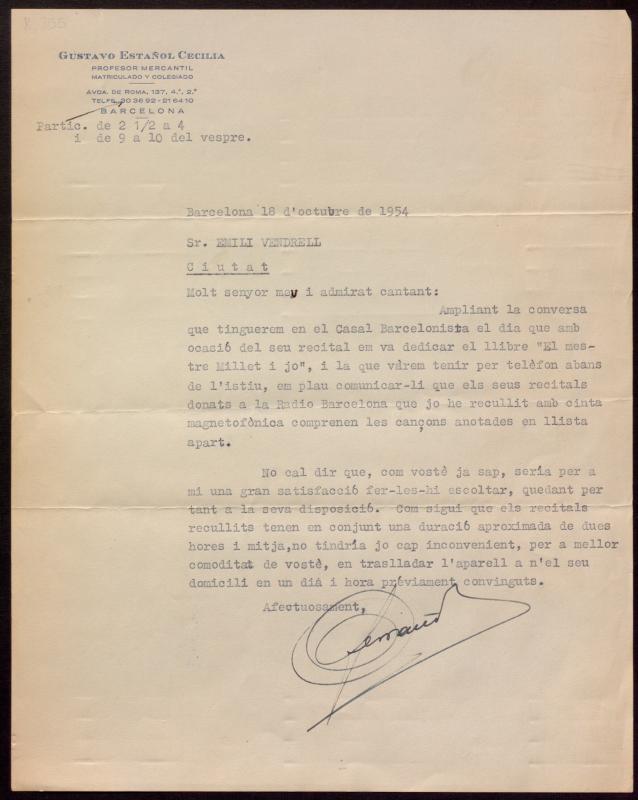 GUSTAVO ESTAÑOL CECILIA
PROFESOR MERCANTIL
MATRICULADO Y COLEGIADO
AVDA. DE ROMA, 137, 4.º, 2.ª
TELFS. 30 36 92 - 21 64 10
BARCELONA
Partic. de 2 1/2 a 4
i de 9 a 10 del vespre.
Barcelona 18 d'octubre de 1954
Sr. EMILI VENDRELL
C i u t a t
Molt senyor meu i admirat cantant:
Ampliant la conversa
que tinguerem en el Casal Barcelonista el dia que amb
ocasió del seu recital em va dedicar el llibre "El mes-
tre Millet i jo", i la que vàrem tenir per telèfon abans
de l'istiu, em plau comunicar-li que els seus recitals
donats a la Radio Barcelona que jo he recullit amb cinta
magnetofònica comprenen les cançons anotades en llista
apart.
No cal dir que, com vostè ja sap, sería per a
mi una gran satisfacció fer-les-hi escoltar, quedant per
tant a la seva disposició. Com sigui que els recitals
recullits tenen en conjunt una duració aproximada de dues
hores i mitja,no tindría jo cap inconvenient, per a mellor
comoditat de vostè, en traslladar l'aparell a n'el seu
domicili en un dià i hora préviament convinguts.
Afectuosament,